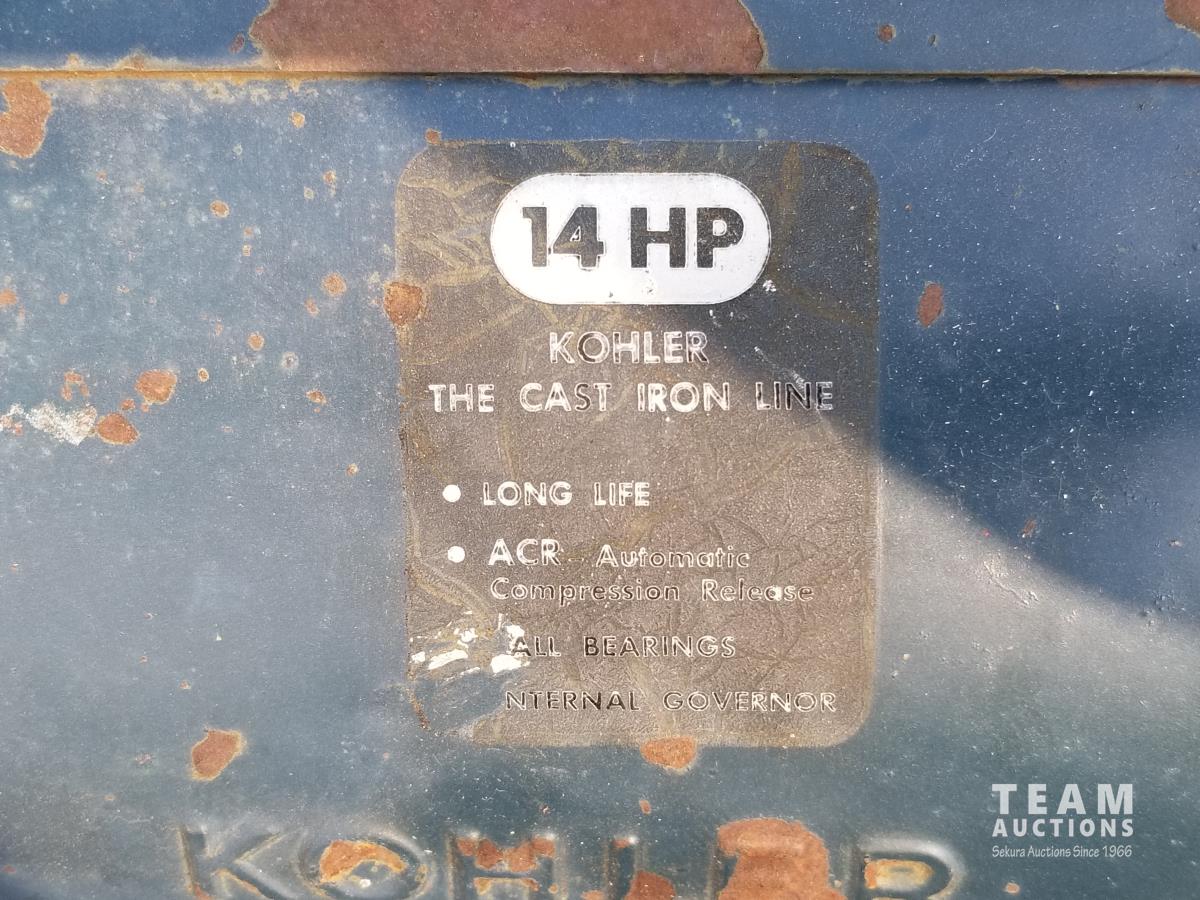 14 HP
KOHLER
THE CAST IRON LINE
• LONG LIFE
• ACR Automatic
Compression Release
ALL BEARINGS
NTERNAL GOVERNOR
KOHLER
TEAM
AUCTIONS
Sekura Auctions Since 1966